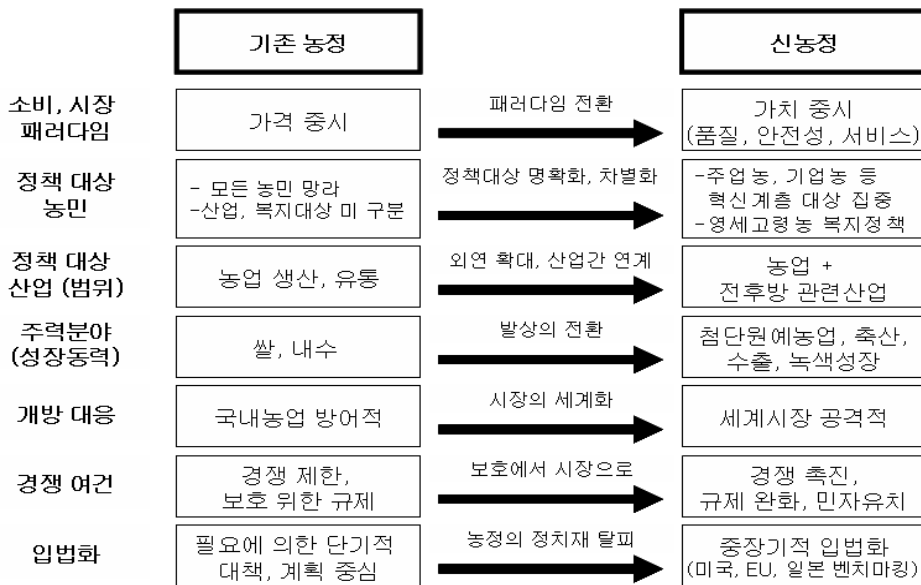 기존 농정
신농정
소비, 시장
패러다임
가격 중시
패러다임 전환
가치 중시
(품질, 안전성, 서비스)
정책 대상
농민
- 모든 농민 망라
-산업, 복지대상 미 구분
정책대상 명확화, 차별화
-주업농, 기업농 등
혁신계층 대상 집중
-영세고령농 복지정책
정책 대상
산업 (범위)
농업 생산, 유통
외연 확대, 산업간 연계
농업 +
전후방 관련산업
주력분야
(성장동력)
쌀, 내수
발상의 전환
첨단원예농업, 축산,
수출, 녹색성장
개방 대응
국내농업 방어적
시장의 세계화
세계시장 공격적
경쟁 여건
경쟁 제한,
보호 위한 규제
보호에서 시장으로
경쟁 촉진,
규제 완화, 민자유치
입법화
필요에 의한 단기적
대책, 계획 중심
농정의 정치재 탈피
중장기적 입법화
(미국, EU, 일본 벤치마킹)